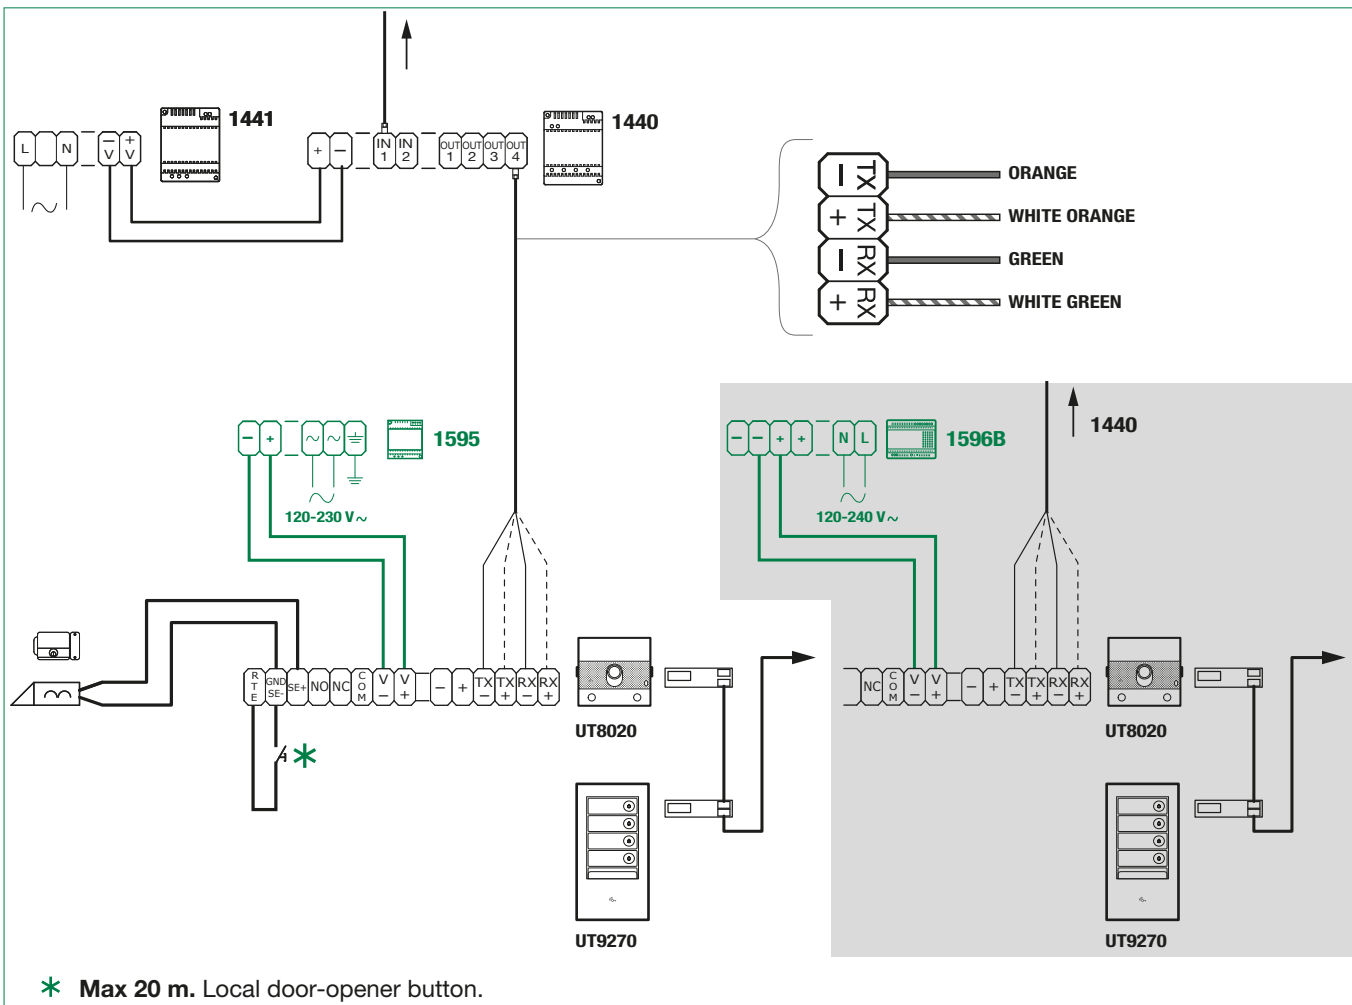 1441
1440
L N − V + V
+ − IN 1 IN 2 OUT 1 OUT 2 OUT 3 OUT 4
− TX ORANGE
+ TX WHITE ORANGE
− RX GREEN
+ RX WHITE GREEN
− + ~ ~
1595
120-230 V~
− − + + N L
1596B
120-240 V~
1440
RTE GND SE- SE+ NO NC COM V − V + − + TX − TX + RX − RX +
UT8020
UT9270
NC COM V − V + − + TX − TX + RX − RX +
UT8020
UT9270
* Max 20 m. Local door-opener button.